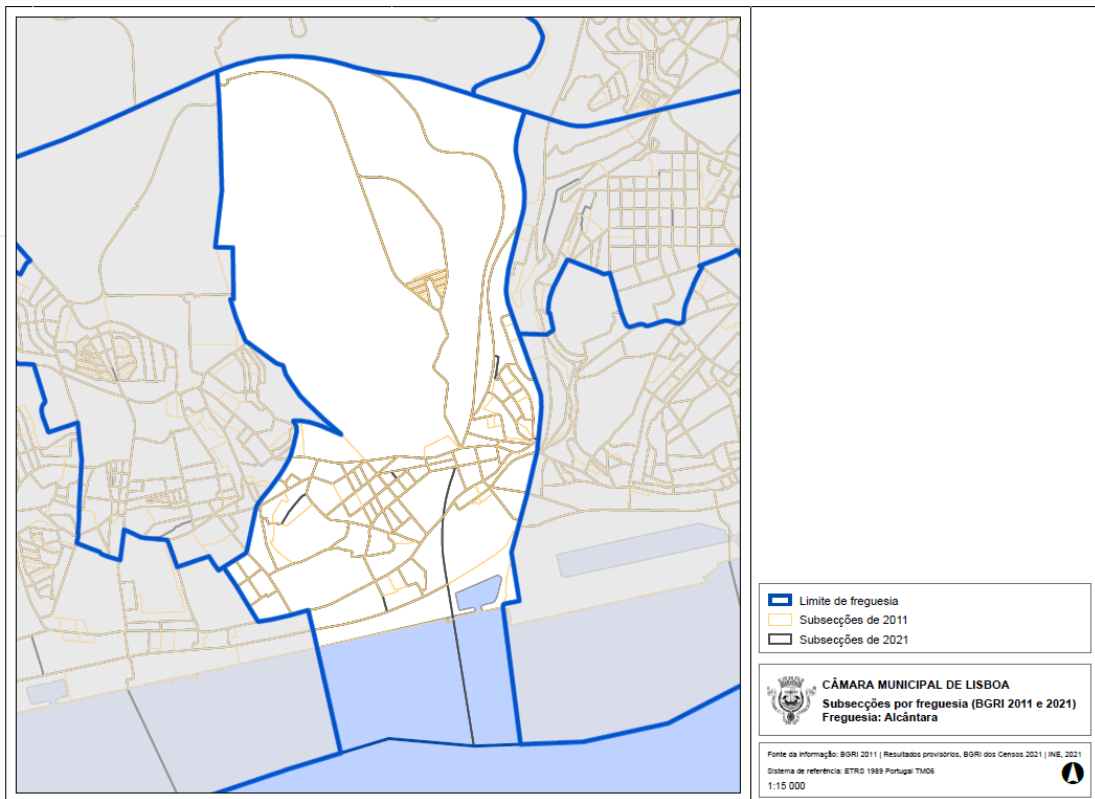 Limite de freguesia
Subsecções de 2011
Subsecções de 2021
CÂMARA MUNICIPAL DE LISBOA
Subsecções por freguesia (BGRI 2011 e 2021)
Freguesia: Alcântara
Fonte da informação: BGRI 2011 | Resultados provisórios, BGRI dos Censos 2021 | INE, 2021
Sistema de referência: ETRS 1989 Portugal TM06
1:15 000